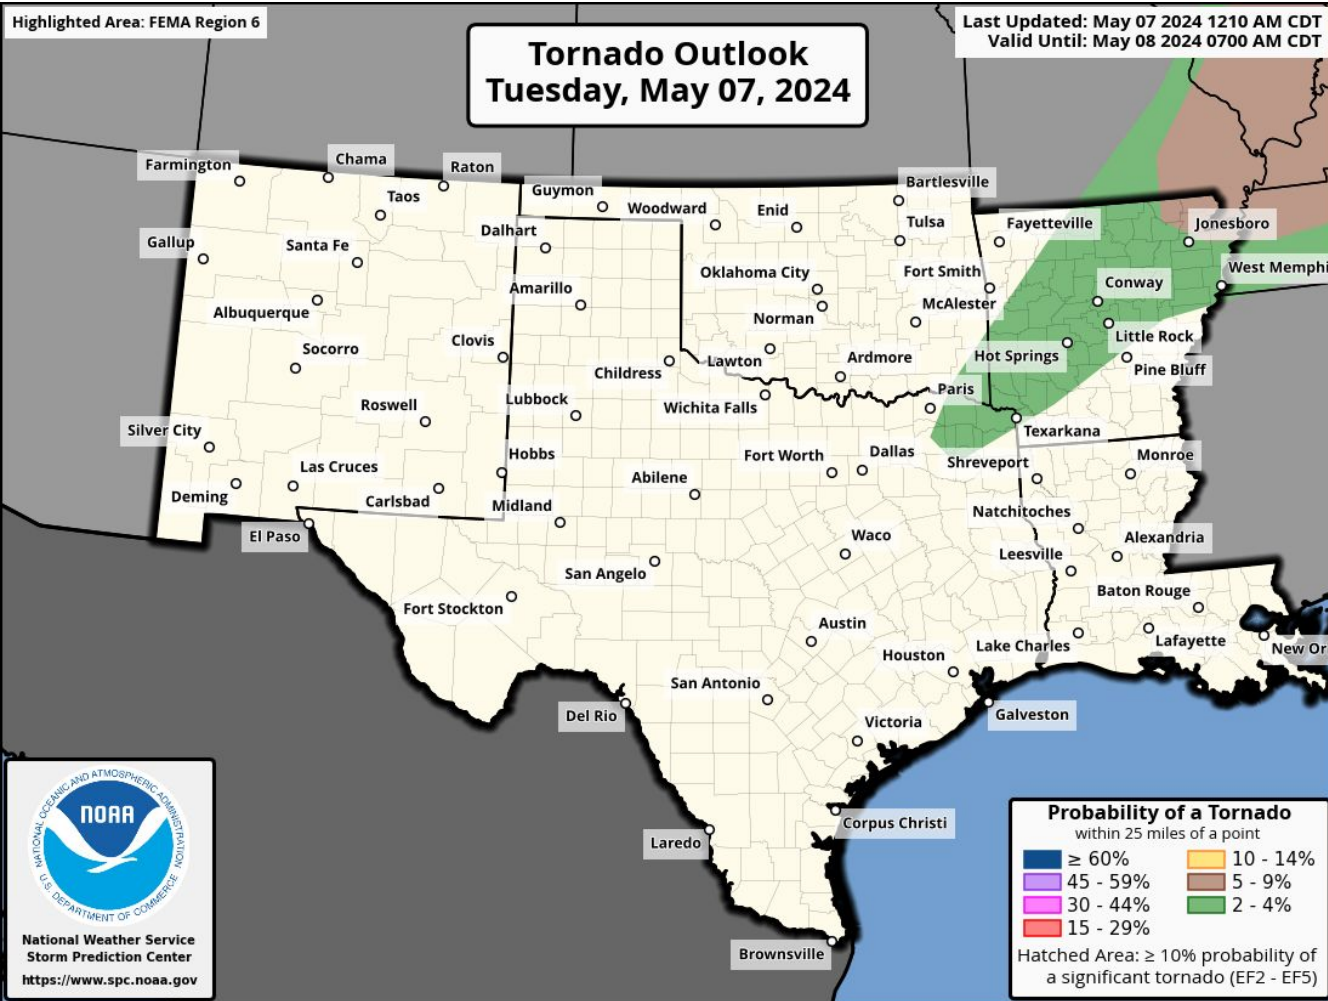 Highlighted Area: FEMA Region 6
Last Updated: May 07 2024 1210 AM CDT
Valid Until: May 08 2024 0700 AM CDT
Tornado Outlook
Tuesday, May 07, 2024
Farmington
Chama
Raton
Taos
Guymon
Woodward
Enid
Bartlesville
Tulsa
Fayetteville
Jonesboro
Gallup
Santa Fe
Dalhart
Oklahoma City
Fort Smith
West Memphi
Conway
Albuquerque
Amarillo
Norman
McAlester
Little Rock
Socorro
Clovis
Childress
Lawton
Ardmore
Hot Springs
Pine Bluff
Roswell
Lubbock
Wichita Falls
Paris
Texarkana
Silver City
Las Cruces
Hobbs
Abilene
Fort Worth
Dallas
Shreveport
Monroe
Deming
Carlsbad
Midland
Natchitoches
El Paso
Waco
Leesville
Alexandria
San Angelo
Baton Rouge
Fort Stockton
Austin
Lake Charles
Lafayette
New Or
Houston
San Antonio
Del Rio
Victoria
Galveston
Corpus Christi
Laredo
Brownsville
NATIONAL OCEANIC AND ATMOSPHERIC ADMINISTRATION
NOAA
U.S. DEPARTMENT OF COMMERCE
National Weather Service
Storm Prediction Center
https://www.spc.noaa.gov
Probability of a Tornado
within 25 miles of a point
≥ 60%
45 - 59%
30 - 44%
15 - 29%
10 - 14%
5 - 9%
2 - 4%
Hatched Area: ≥ 10% probability of
a significant tornado (EF2 - EF5)